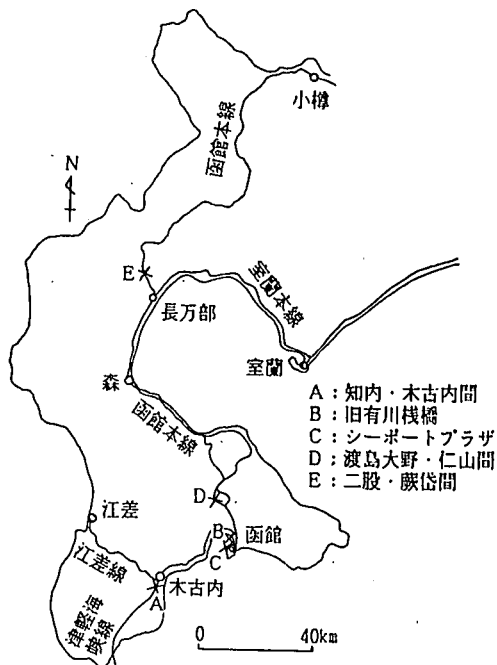 小樽
函館本線
N
E
室蘭本線
長万部
室蘭
森
A：知内・木古内間
B：旧有川桟橋
C：シーポートプラザ
D：渡島大野・仁山間
E：二股・蕨岱間
函館本線
D
江差
B
函館
C
江差線
木古内
A
津軽海
峡線
0
40km